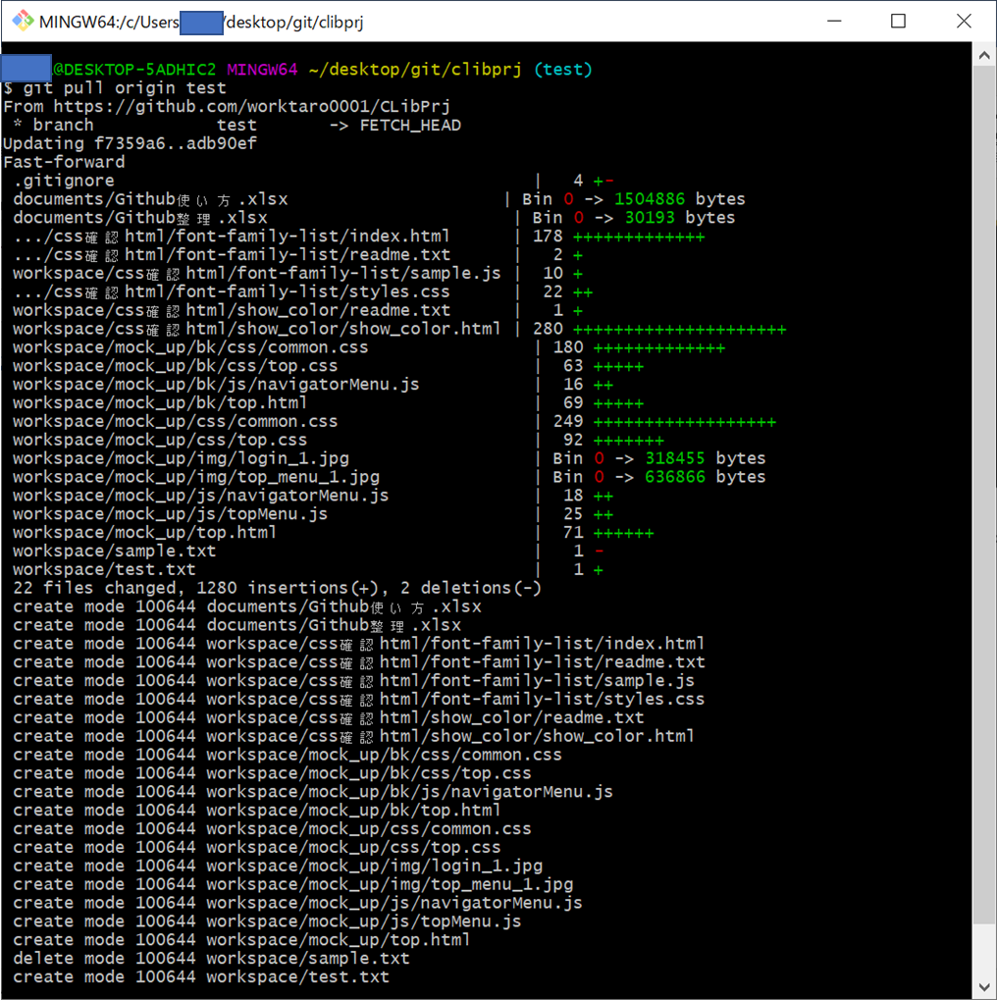 MINGW64:/c/Users /desktop/git/clibprj
@DESKTOP-5ADHIC2 MINGW64 ~/desktop/git/clibprj (test)
$ git pull origin test
From https://github.com/worktaro0001/CLibPrj
 * branch            test       -> FETCH_HEAD
Updating f7359a6..adb90ef
Fast-forward
 .gitignore                                         |   4 +-
 documents/Github使い方.xlsx                     | Bin 0 -> 1504886 bytes
 documents/Github整理.xlsx                        | Bin 0 -> 30193 bytes
 .../css確認html/font-family-list/index.html      | 178 +++++++++++++
 .../css確認html/font-family-list/readme.txt      |   2 +
 workspace/css確認html/font-family-list/sample.js |  10 +
 .../css確認html/font-family-list/styles.css      |  22 ++
 workspace/css確認html/show_color/readme.txt      |   1 +
 workspace/css確認html/show_color/show_color.html | 280 +++++++++++++++++++++
 workspace/mock_up/bk/css/common.css                | 180 +++++++++++++
 workspace/mock_up/bk/css/top.css                   |  63 +++++
 workspace/mock_up/bk/js/navigatorMenu.js           |  16 ++
 workspace/mock_up/bk/top.html                      |  69 +++++
 workspace/mock_up/css/common.css                   | 249 ++++++++++++++++++
 workspace/mock_up/css/top.css                      |  92 +++++++
 workspace/mock_up/img/login_1.jpg                  | Bin 0 -> 318455 bytes
 workspace/mock_up/img/top_menu_1.jpg               | Bin 0 -> 636866 bytes
 workspace/mock_up/js/navigatorMenu.js              |  18 ++
 workspace/mock_up/js/topMenu.js                    |  25 ++
 workspace/mock_up/top.html                         |  71 ++++++
 workspace/sample.txt                               |   1 -
 workspace/test.txt                                 |   1 +
 22 files changed, 1280 insertions(+), 2 deletions(-)
 create mode 100644 documents/Github使い方.xlsx
 create mode 100644 documents/Github整理.xlsx
 create mode 100644 workspace/css確認html/font-family-list/index.html
 create mode 100644 workspace/css確認html/font-family-list/readme.txt
 create mode 100644 workspace/css確認html/font-family-list/sample.js
 create mode 100644 workspace/css確認html/font-family-list/styles.css
 create mode 100644 workspace/css確認html/show_color/readme.txt
 create mode 100644 workspace/css確認html/show_color/show_color.html
 create mode 100644 workspace/mock_up/bk/css/common.css
 create mode 100644 workspace/mock_up/bk/css/top.css
 create mode 100644 workspace/mock_up/bk/js/navigatorMenu.js
 create mode 100644 workspace/mock_up/bk/top.html
 create mode 100644 workspace/mock_up/css/common.css
 create mode 100644 workspace/mock_up/css/top.css
 create mode 100644 workspace/mock_up/img/login_1.jpg
 create mode 100644 workspace/mock_up/img/top_menu_1.jpg
 create mode 100644 workspace/mock_up/js/navigatorMenu.js
 create mode 100644 workspace/mock_up/js/topMenu.js
 create mode 100644 workspace/mock_up/top.html
 delete mode 100644 workspace/sample.txt
 create mode 100644 workspace/test.txt